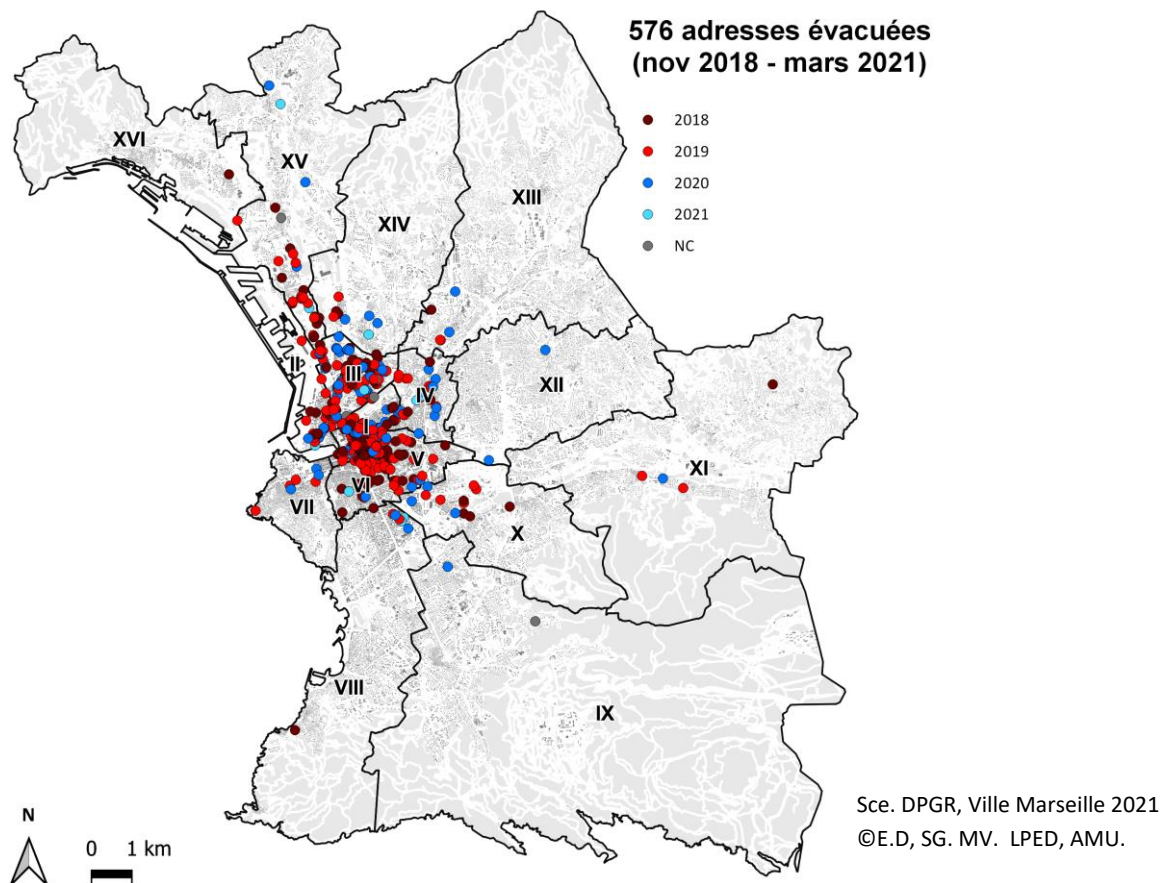 576 adresses évacuées
(nov 2018 - mars 2021)
2018
2019
2020
2021
NC
XVI
XV
XIV
XIII
II
III
IV
XII
I
V
XI
VI
VII
X
VIII
IX
N
0 1 km
Sce. DPGR, Ville Marseille 2021
©E.D, SG. MV. LPED, AMU.